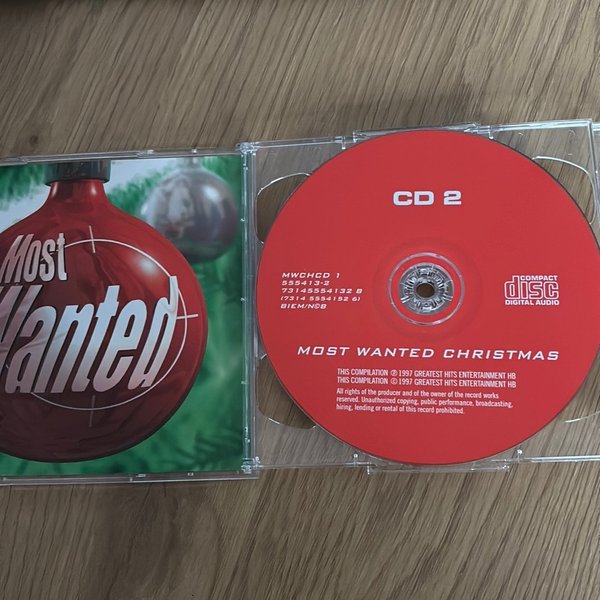 Most
Wanted
CD 2
MWCHCD 1
555413-2
73145554132 8
(7314 5554152 6)
BIEM/N©B
COMPACT
disc
DIGITAL AUDIO
MOST WANTED CHRISTMAS
THIS COMPILATION ℗ 1997 GREATEST HITS ENTERTAINMENT HB
THIS COMPILATION © 1997 GREATEST HITS ENTERTAINMENT HB
All rights of the producer and of the owner of the record works
reserved. Unauthorized copying, public performance, broadcasting,
hiring, lending or rental of this record prohibited.